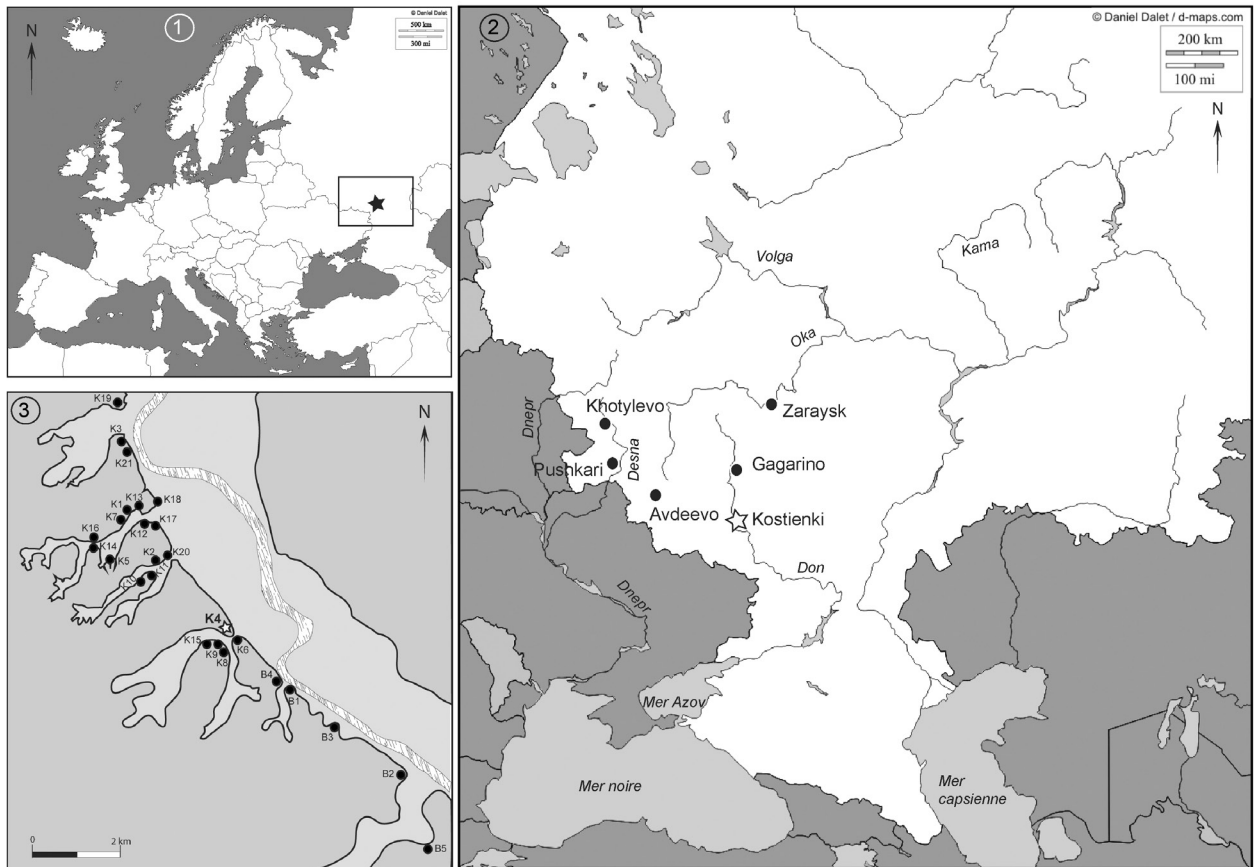 1
N
© Daniel Dalet / d-maps.com
500 km
300 mi
2
© Daniel Dalet / d-maps.com
200 km
100 mi
N
Volga
Kama
Oka
Zaraysk
Khotylevo
Dnepr
Desna
Pushkari
Gagarino
Avdeevo
Kostienki
Don
Dnepr
Mer Azov
Mer noire
Mer
capsienne
3
N
K19
K3
K21
K18
K13
K1
K7
K17
K12
K16
K14
K5
K2
K20
K11
K10
K4
K15
K9
K8
K6
B4
B1
B3
B2
B5
0
2 km